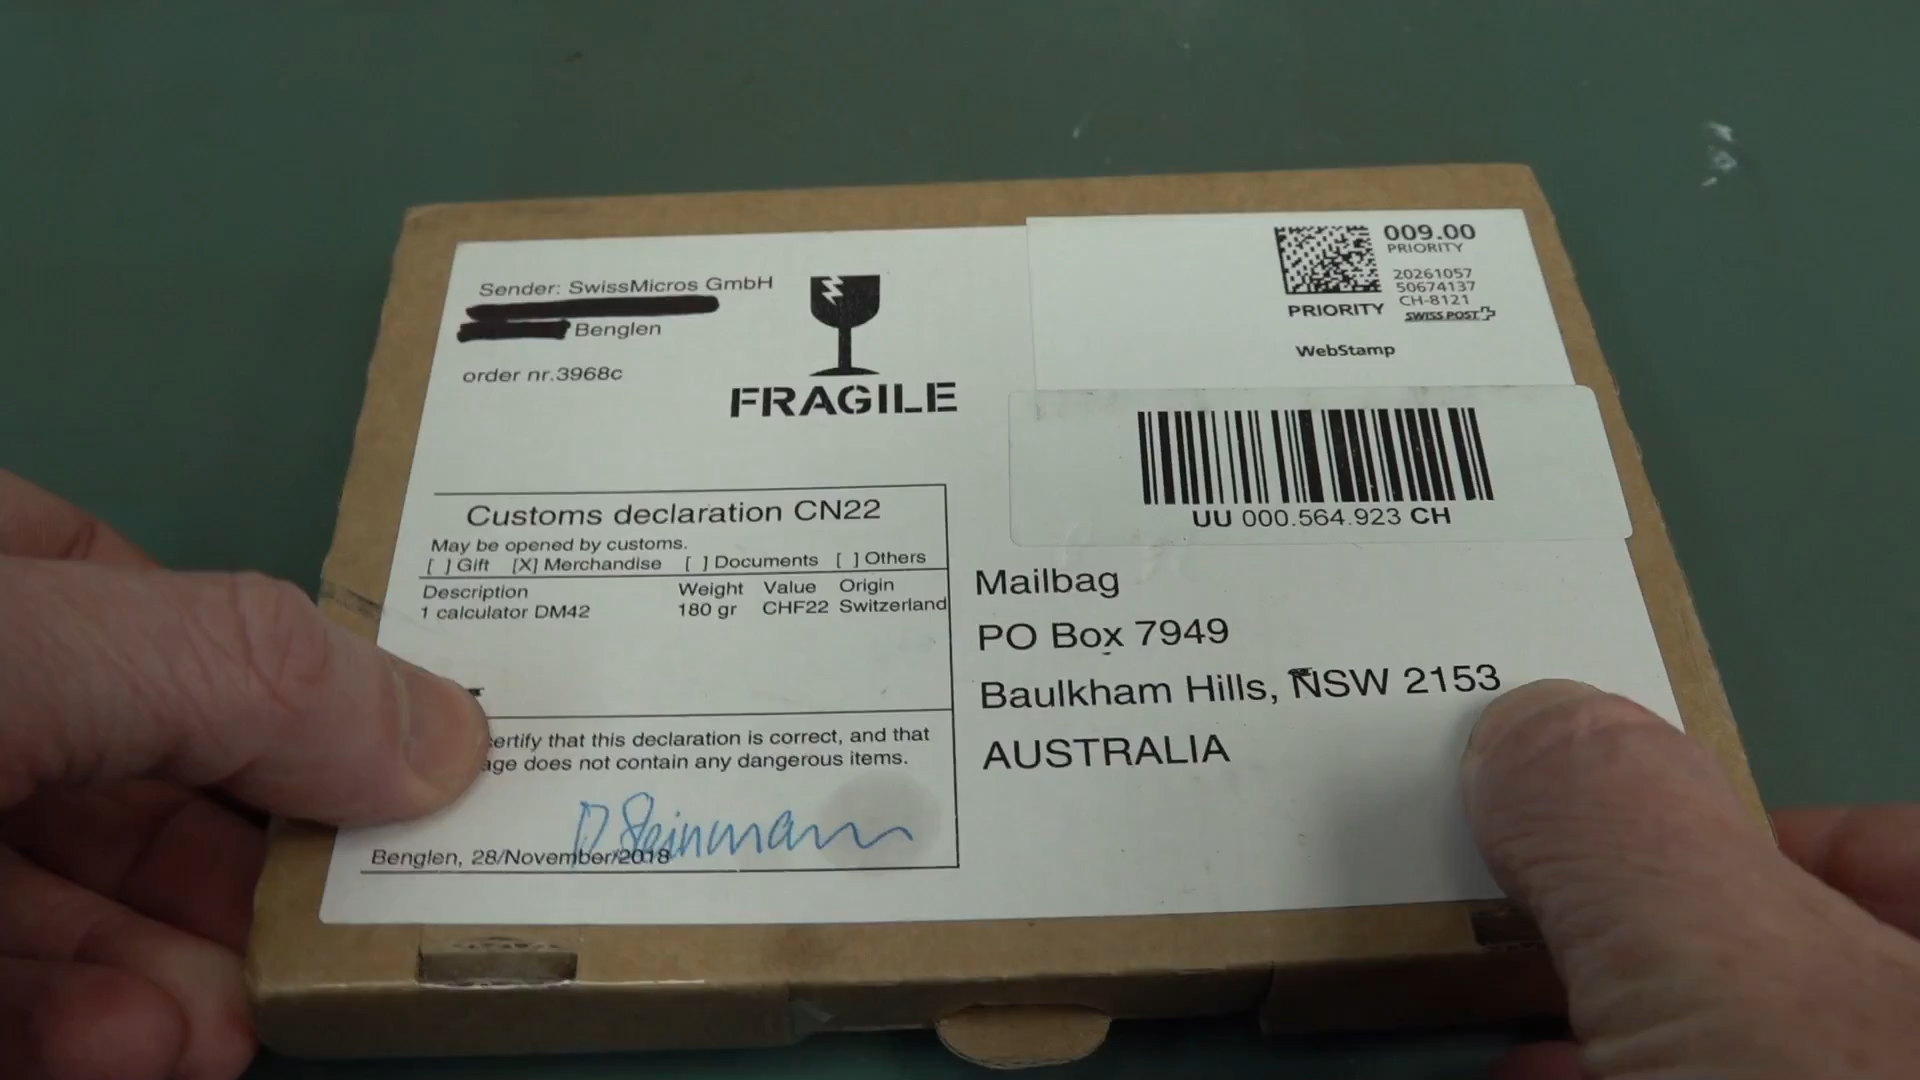 Sender: SwissMicros GmbH
Benglen
order nr.3968c
FRAGILE
009.00
PRIORITY
20261057
50674137
CH-8121
PRIORITY
SWISS POST
WebStamp
UU 000.564.923 CH
Customs declaration CN22
May be opened by customs.
[ ] Gift [X] Merchandise [ ] Documents [ ] Others
Description Weight Value Origin
1 calculator DM42 180 gr CHF22 Switzerland
certify that this declaration is correct, and that
age does not contain any dangerous items.
D Steinmann
Benglen, 28/November/2018
Mailbag
PO Box 7949
Baulkham Hills, NSW 2153
AUSTRALIA